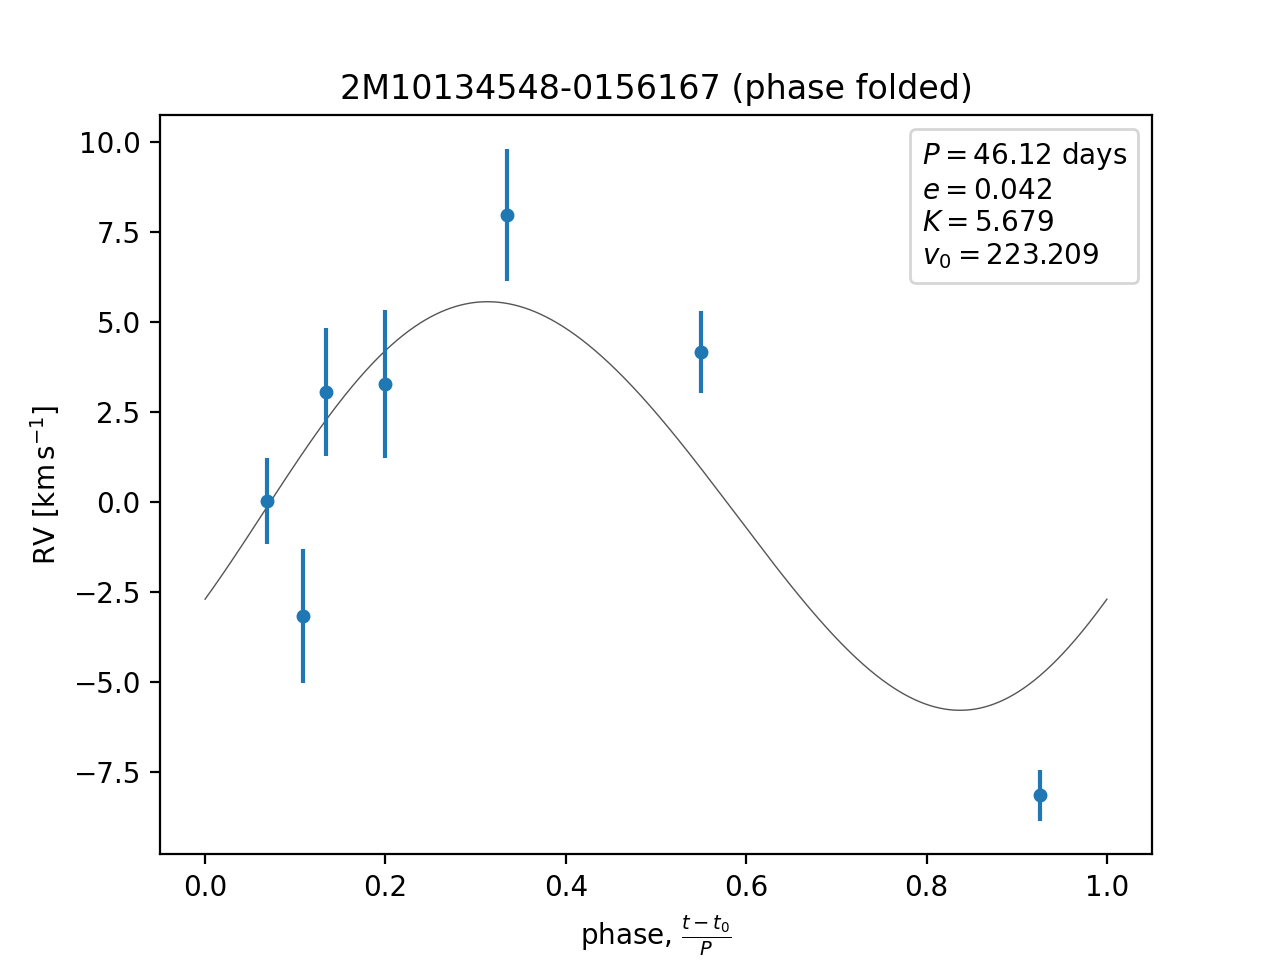 2M10134548-0156167 (phase folded)
10.0
7.5
5.0
2.5
0.0
−2.5
−5.0
−7.5
RV [km s⁻¹]
P = 46.12 days
e = 0.042
K = 5.679
v₀ = 223.209
0.0 0.2 0.4 0.6 0.8 1.0
phase, (t − t₀)/P